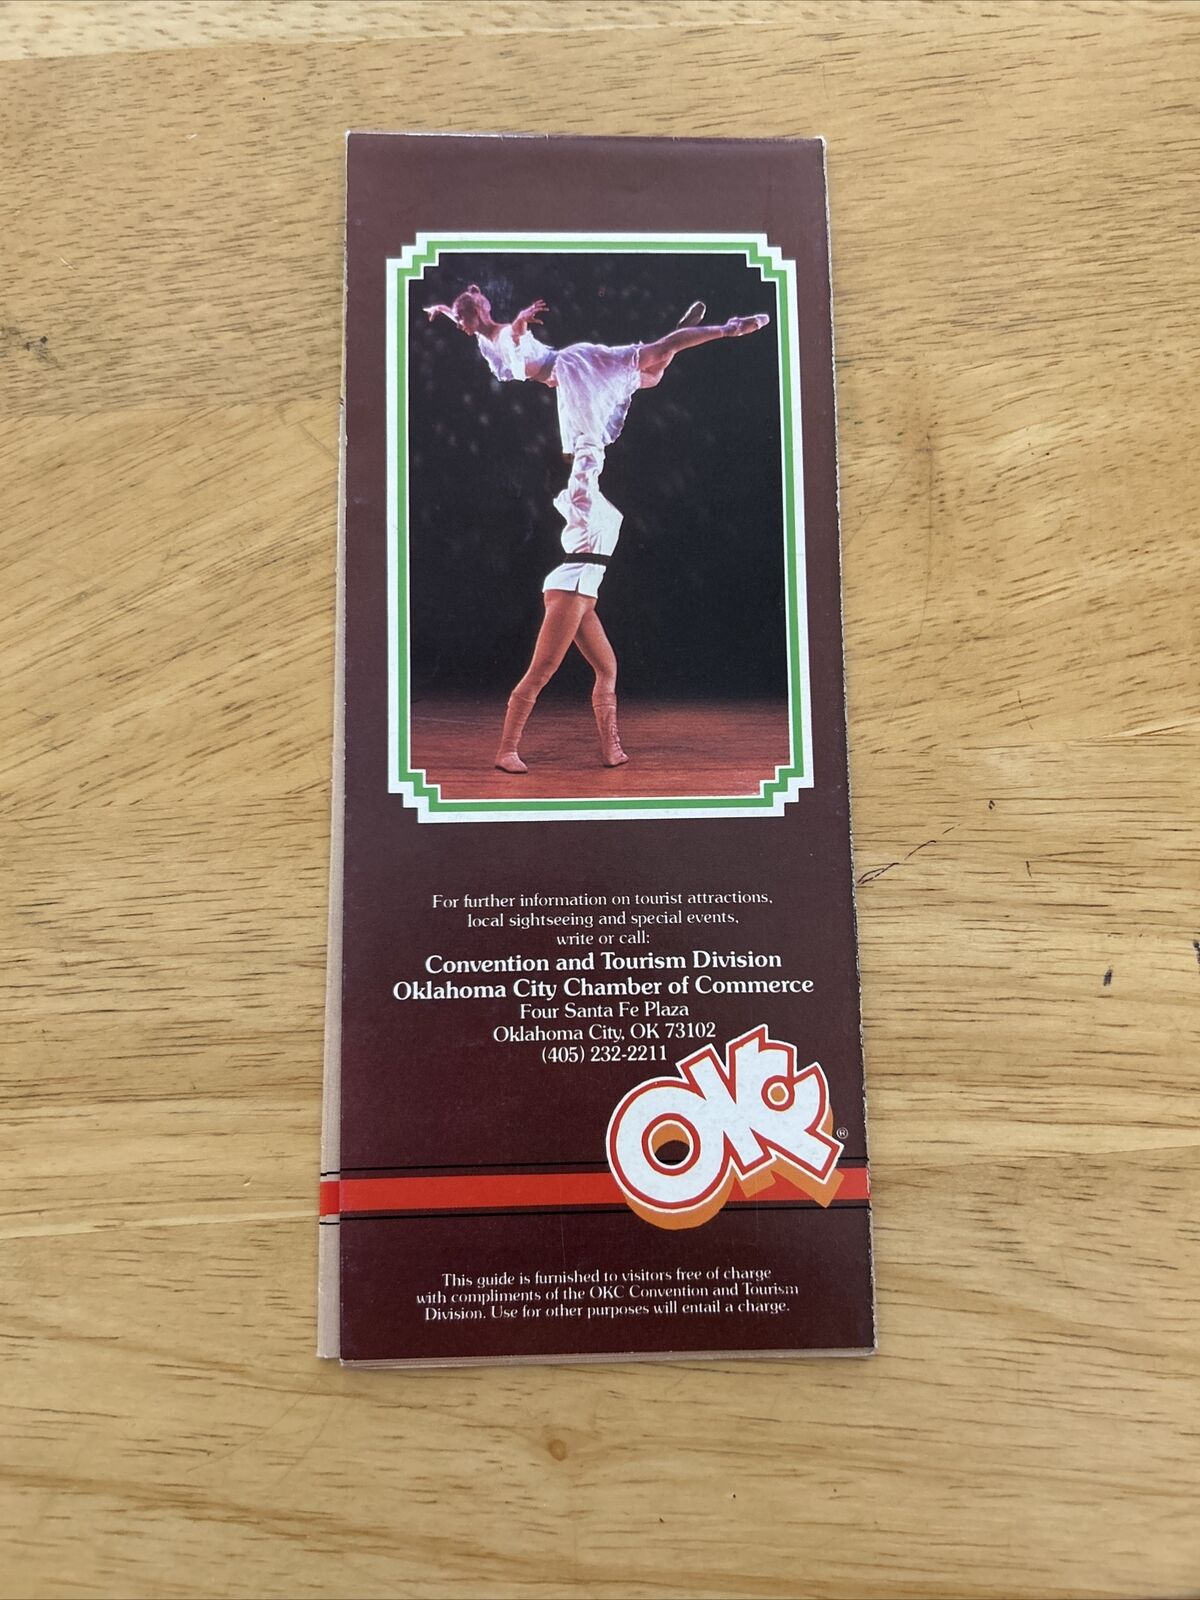 For further information on tourist attractions,
local sightseeing and special events,
write or call:
Convention and Tourism Division
Oklahoma City Chamber of Commerce
Four Santa Fe Plaza
Oklahoma City, OK 73102
(405) 232-2211
OKC®
This guide is furnished to visitors free of charge
with compliments of the OKC Convention and Tourism
Division. Use for other purposes will entail a charge.